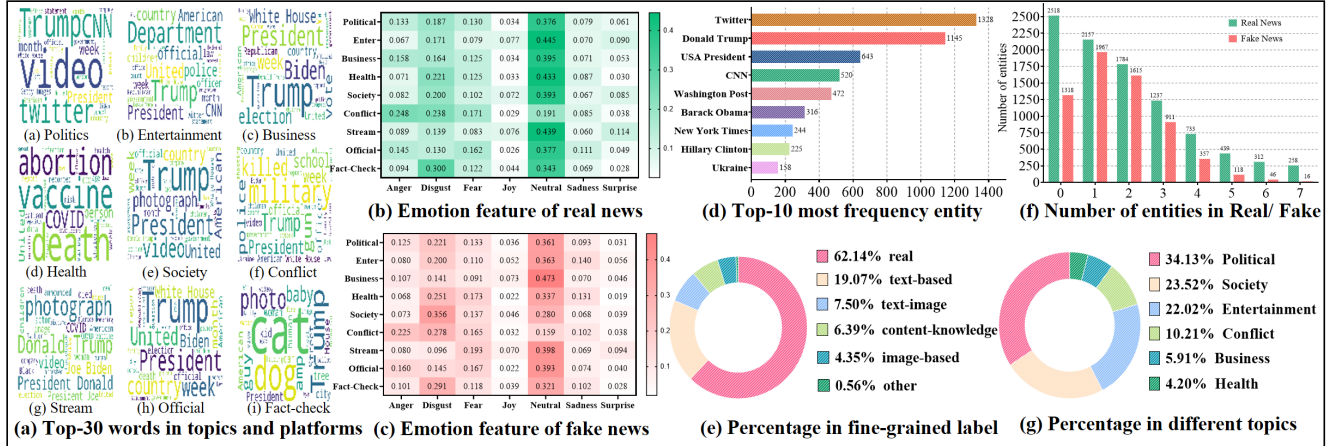 TrumpCNN
video
twitter
month
week
President
(a) Politics
country American
Department
official
United police
Trump
week
President CNN
(b) Entertainment
White House
President
week Biden
Trump
Vote
election
(c) Business
abortion
vaccine
COVID person
United
death
(d) Health
official country
Trump
President
photograph
video United
American
(e) Society
killed school
military
police
Trump gun
President
(f) Conflict
photograph
COVID
Donald Trump
video Joe Biden
President Donald
(g) Stream
White House
Trump
United Biden
President
country week
(h) Official
photo baby
cat
Trump
guy dog amp
(i) Fact-check
(a) Top-30 words in topics and platforms
Political 0.133 0.187 0.130 0.034 0.376 0.079 0.061
Enter 0.067 0.171 0.079 0.077 0.445 0.070 0.090
Business 0.158 0.164 0.125 0.034 0.395 0.071 0.053
Health 0.071 0.221 0.125 0.033 0.433 0.087 0.030
Society 0.082 0.200 0.102 0.072 0.393 0.067 0.085
Conflict 0.248 0.238 0.171 0.029 0.191 0.085 0.038
Stream 0.089 0.139 0.083 0.076 0.439 0.060 0.114
Official 0.145 0.130 0.162 0.026 0.377 0.111 0.049
Fact-Check 0.094 0.300 0.122 0.044 0.343 0.069 0.028
Anger Disgust Fear Joy Neutral Sadness Surprise
0.4
0.3
0.2
0.1
(b) Emotion feature of real news
Political 0.125 0.221 0.133 0.036 0.361 0.093 0.031
Enter 0.080 0.200 0.110 0.052 0.363 0.140 0.056
Business 0.107 0.141 0.091 0.073 0.473 0.070 0.046
Health 0.068 0.251 0.173 0.022 0.337 0.131 0.019
Society 0.073 0.356 0.137 0.046 0.280 0.068 0.039
Conflict 0.225 0.278 0.165 0.032 0.159 0.102 0.038
Stream 0.080 0.096 0.193 0.070 0.398 0.068 0.094
Official 0.160 0.145 0.167 0.022 0.393 0.074 0.040
Fact-Check 0.101 0.291 0.118 0.039 0.321 0.102 0.028
Anger Disgust Fear Joy Neutral Sadness Surprise
0.4
0.3
0.2
0.1
(c) Emotion feature of fake news
Twitter 1328
Donald Trump 1145
USA President 643
CNN 520
Washington Post 472
Barack Obama 316
New York Times 244
Hillary Clinton 225
Ukraine 158
0 200 400 600 800 1000 1200 1400
(d) Top-10 most frequency entity
62.14% real
19.07% text-based
7.50% text-image
6.39% content-knowledge
4.35% image-based
0.56% other
(e) Percentage in fine-grained label
Number of entities
2500
2250
2000
1750
1500
1250
1000
750
500
250
0
Real News
Fake News
2518 1318
2157 1967
1784 1615
1237 911
733 357
439 118
312 46
258 16
0 1 2 3 4 5 6 7
(f) Number of entities in Real/ Fake
34.13% Political
23.52% Society
22.02% Entertainment
10.21% Conflict
5.91% Business
4.20% Health
(g) Percentage in different topics